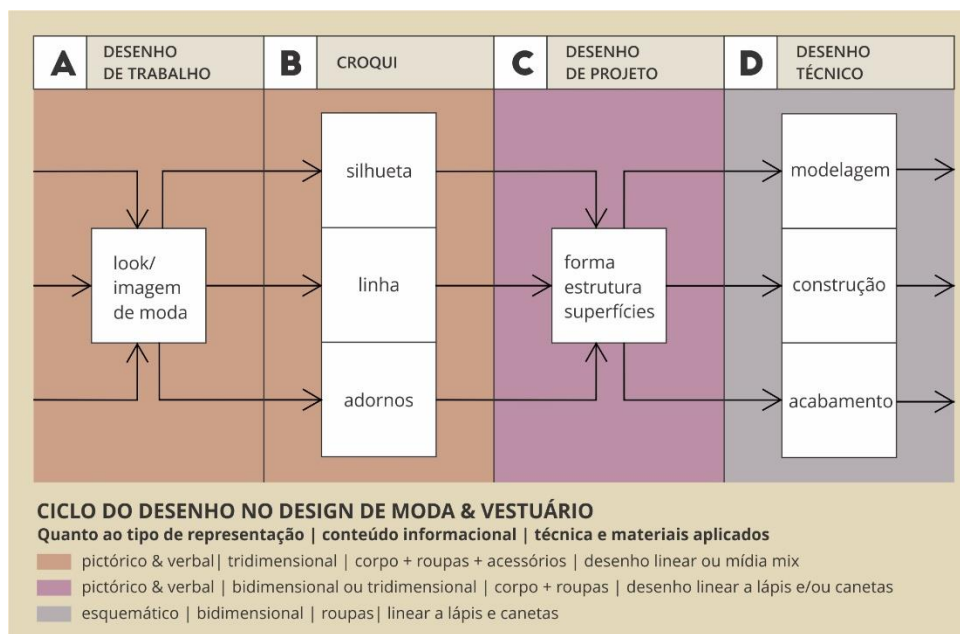 A
DESENHO
DE TRABALHO
B
CROQUI
C
DESENHO
DE PROJETO
D
DESENHO
TÉCNICO
look/
imagem
de moda
silhueta
linha
adornos
forma
estrutura
superfícies
modelagem
construção
acabamento
CICLO DO DESENHO NO DESIGN DE MODA & VESTUÁRIO
Quanto ao tipo de representação | conteúdo informacional | técnica e materiais aplicados
pictórico & verbal| tridimensional | corpo + roupas + acessórios | desenho linear ou mídia mix
pictórico & verbal | bidimensional ou tridimensional | corpo + roupas | desenho linear a lápis e/ou canetas
esquemático | bidimensional | roupas| linear a lápis e canetas